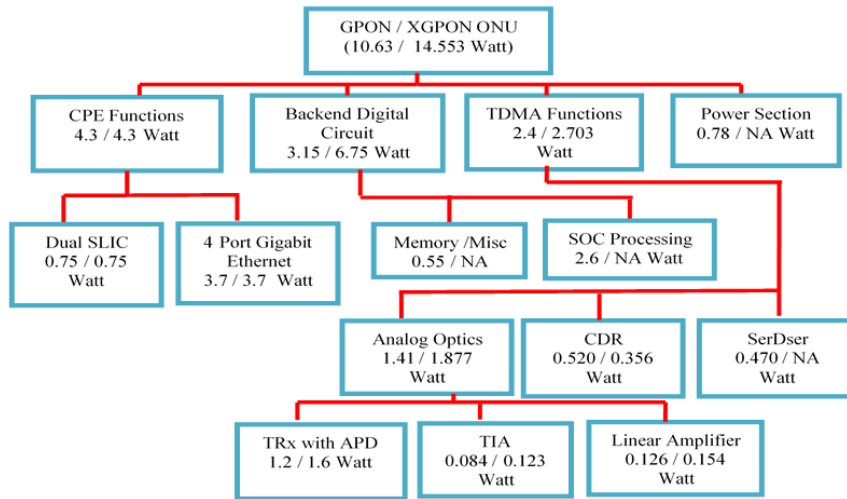 GPON / XGPON ONU
(10.63 / 14.553 Watt)
CPE Functions
4.3 / 4.3 Watt
Backend Digital
Circuit
3.15 / 6.75 Watt
TDMA Functions
2.4 / 2.703
Watt
Power Section
0.78 / NA Watt
Dual SLIC
0.75 / 0.75
Watt
4 Port Gigabit
Ethernet
3.7 / 3.7 Watt
Memory /Misc
0.55 / NA
SOC Processing
2.6 / NA Watt
Analog Optics
1.41 / 1.877
Watt
CDR
0.520 / 0.356
Watt
SerDser
0.470 / NA
Watt
TRx with APD
1.2 / 1.6 Watt
TIA
0.084 / 0.123
Watt
Linear Amplifier
0.126 / 0.154
Watt